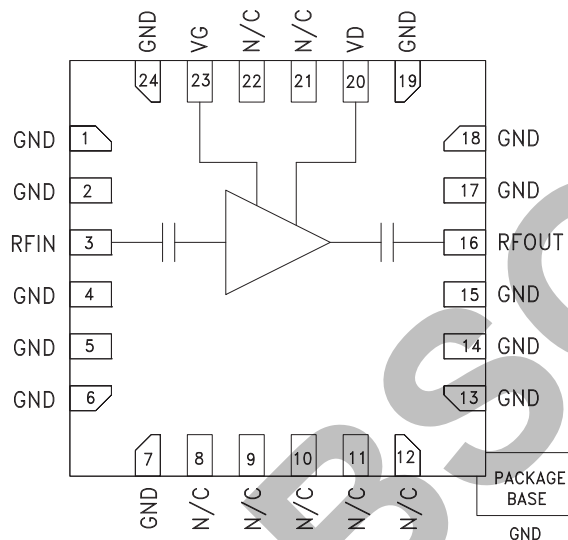 GND VG N/C N/C VD GND
24 23 22 21 20 19
GND 1 18 GND
GND 2 17 GND
RFIN 3 16 RFOUT
GND 4 15 GND
GND 5 14 GND
GND 6 13 GND
7 8 9 10 11 12
GND N/C N/C N/C N/C N/C
PACKAGE
BASE
GND
BSO